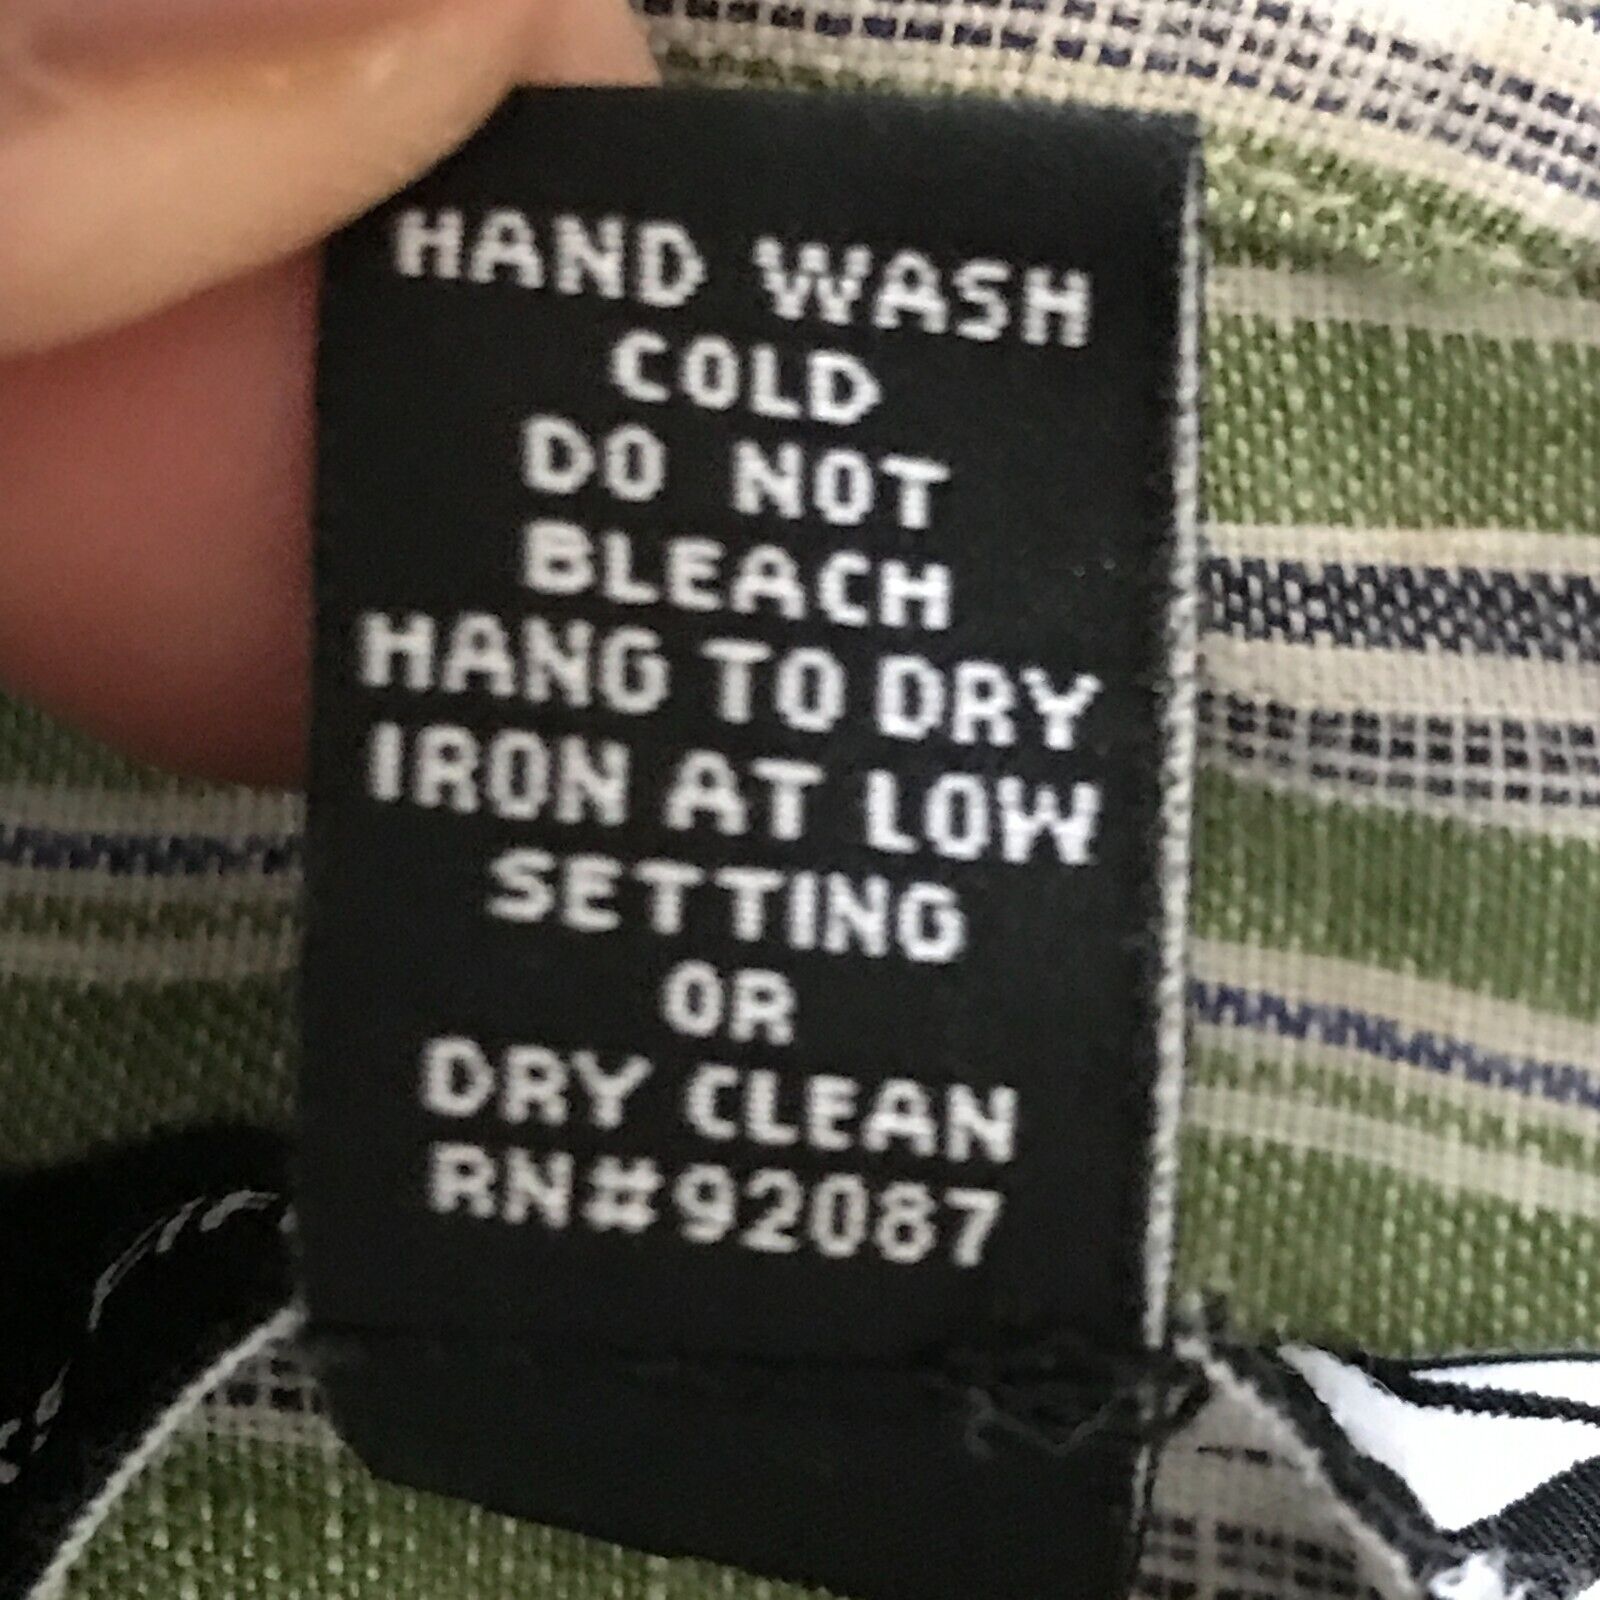 HAND WASH
COLD
DO NOT
BLEACH
HANG TO DRY
IRON AT LOW
SETTING
OR
DRY CLEAN
RN#92087